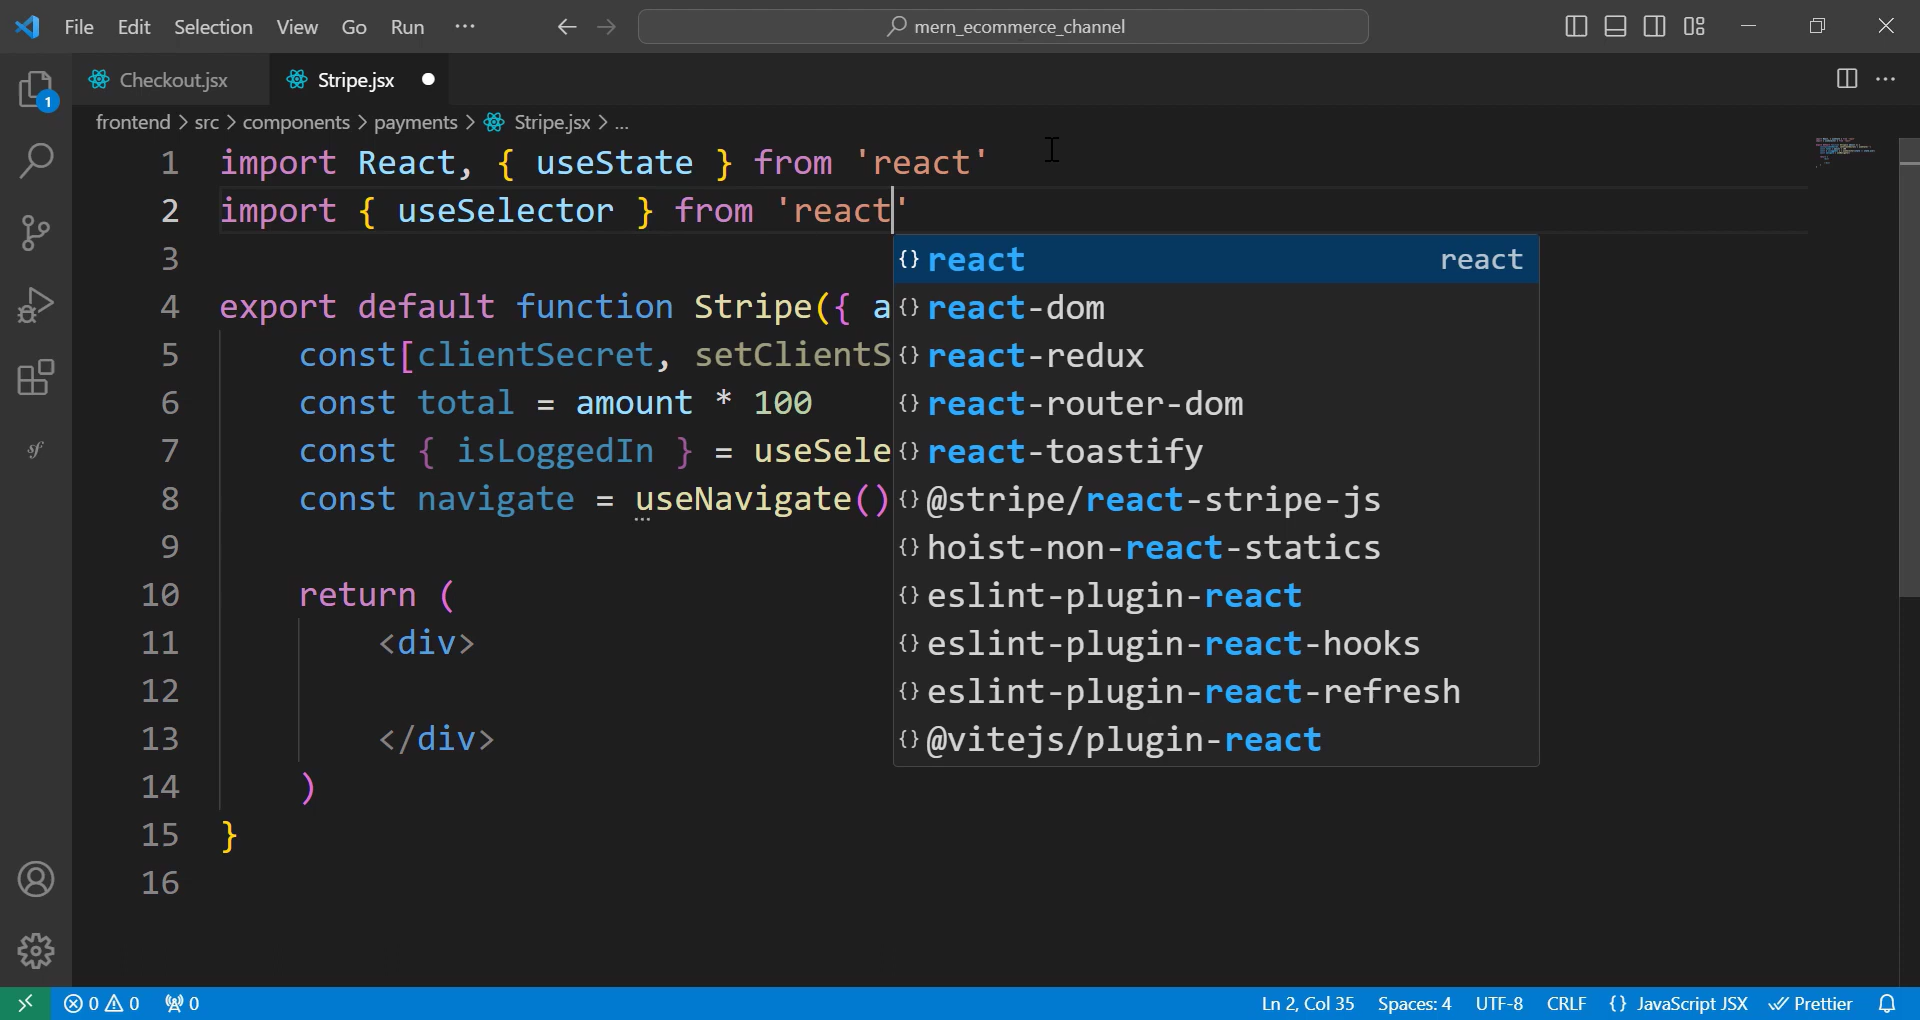 File Edit Selection View Go Run ··· mern_ecommerce_channel
Checkout.jsx Stripe.jsx
1
frontend > src > components > payments > Stripe.jsx > ...
1 import React, { useState } from 'react'
2 import { useSelector } from 'react'
3
4 export default function Stripe({ a
5 const[clientSecret, setClientS
6 const total = amount * 100
7 const { isLoggedIn } = useSele
8 const navigate = useNavigate()
9
10 return (
11 <div>
12
13 </div>
14 )
15 }
16
{} react react
{} react-dom
{} react-redux
{} react-router-dom
{} react-toastify
{} @stripe/react-stripe-js
{} hoist-non-react-statics
{} eslint-plugin-react
{} eslint-plugin-react-hooks
{} eslint-plugin-react-refresh
{} @vitejs/plugin-react
sf
0 0 0 Ln 2, Col 35 Spaces: 4 UTF-8 CRLF {} JavaScript JSX Prettier